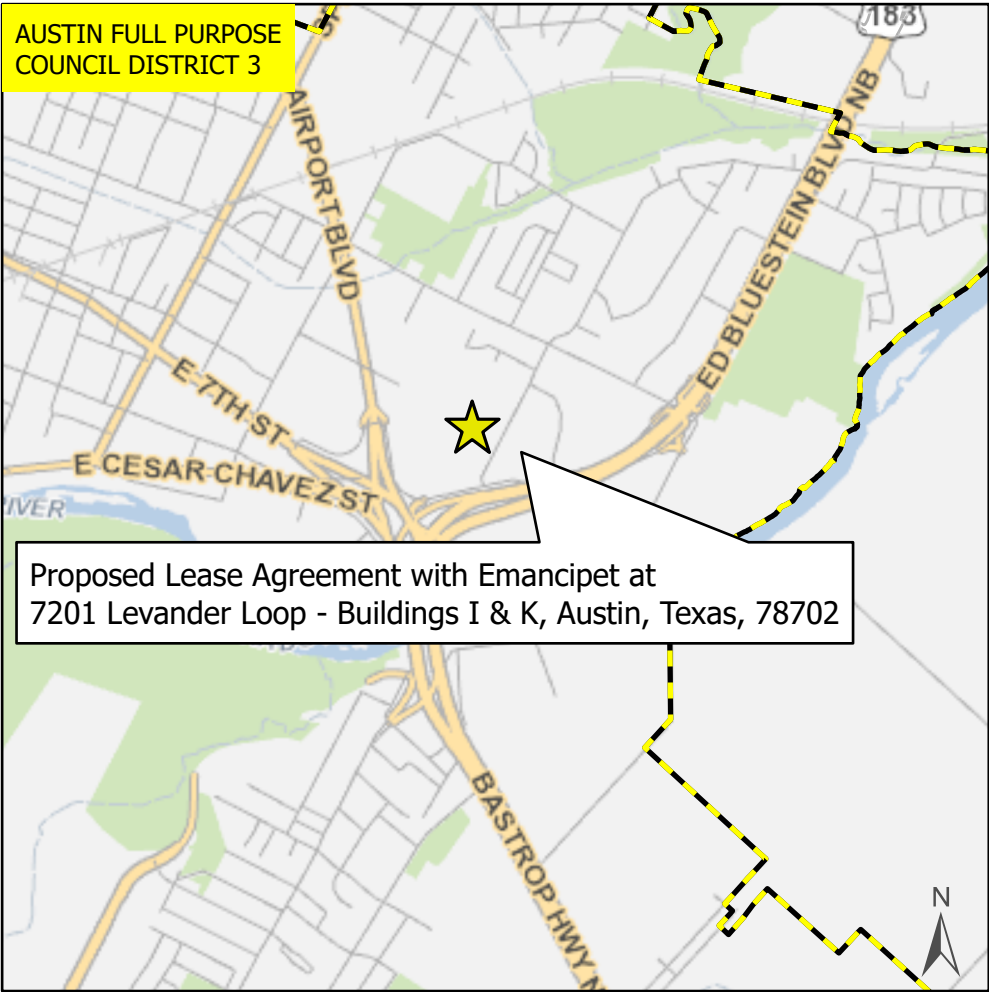 AUSTIN FULL PURPOSE
COUNCIL DISTRICT 3
183
AIRPORT BLVD
ED BLUESTEIN BLVD NB
E 7TH ST
E CESAR CHAVEZ ST
RIVER
Proposed Lease Agreement with Emancipet at
7201 Levander Loop - Buildings I & K, Austin, Texas, 78702
BASTROP HWY N
N